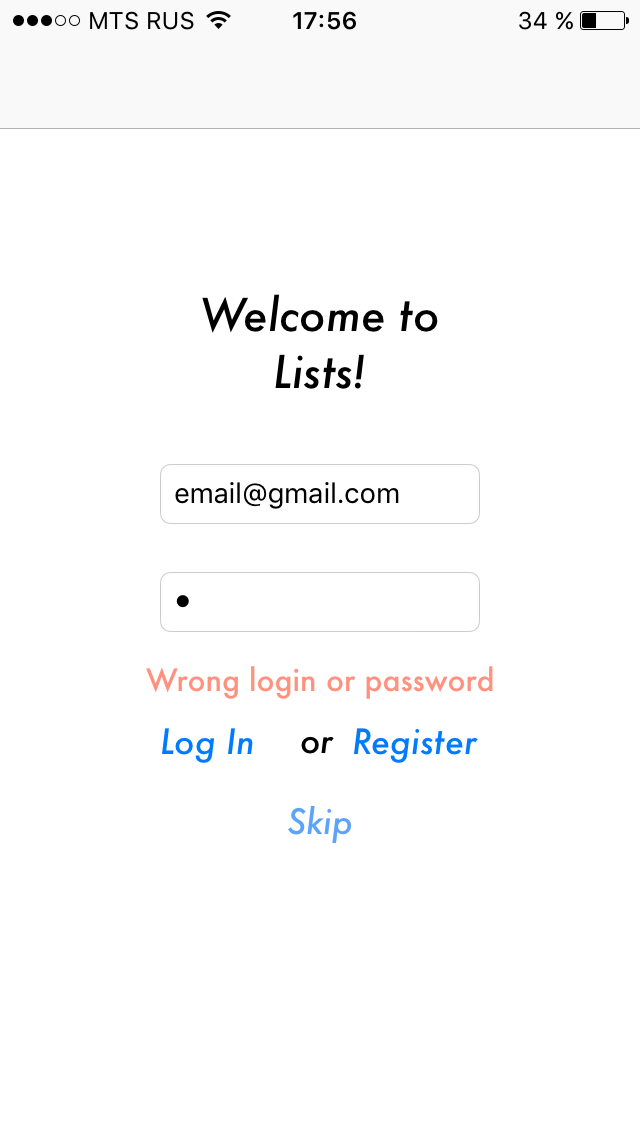 MTS RUS 17:56 34 %
Welcome to
Lists!
email@gmail.com
•
Wrong login or password
Log In or Register
Skip